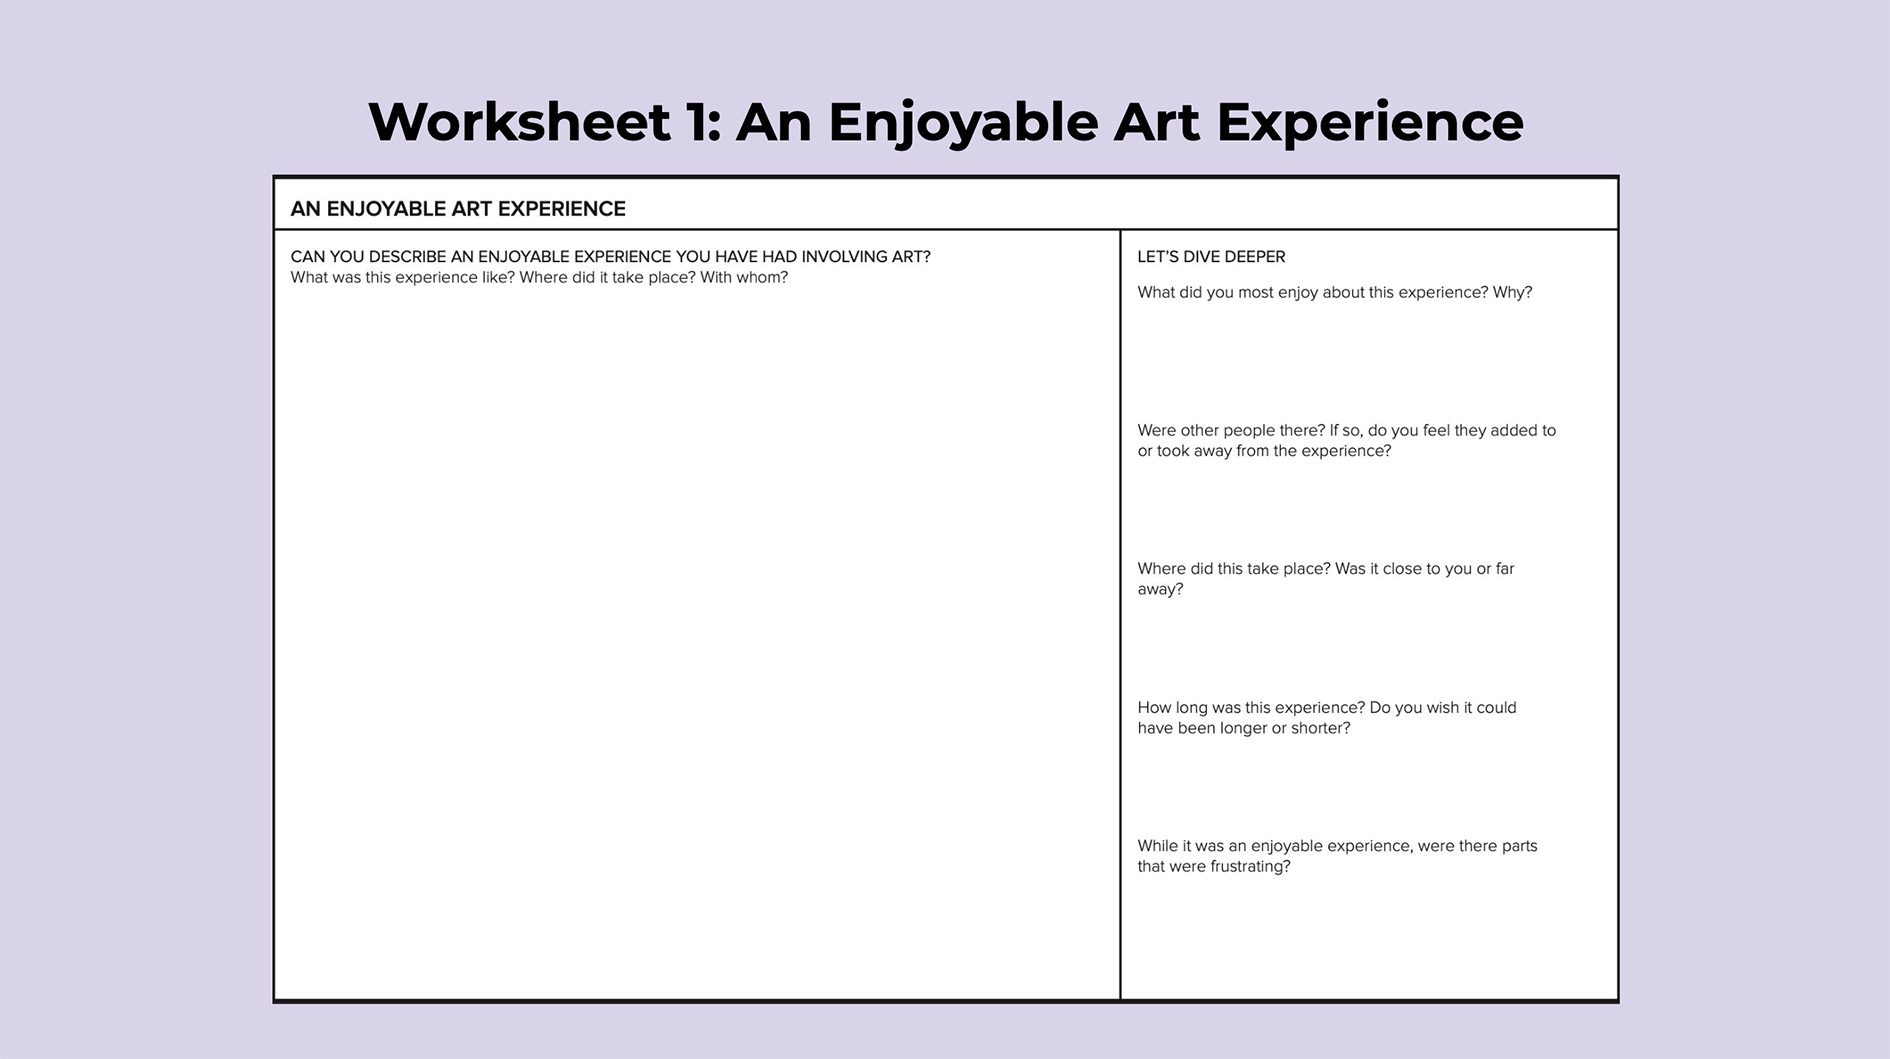 Worksheet 1: An Enjoyable Art Experience
AN ENJOYABLE ART EXPERIENCE
CAN YOU DESCRIBE AN ENJOYABLE EXPERIENCE YOU HAVE HAD INVOLVING ART?
What was this experience like? Where did it take place? With whom?
LET’S DIVE DEEPER
What did you most enjoy about this experience? Why?
Were other people there? If so, do you feel they added to
or took away from the experience?
Where did this take place? Was it close to you or far
away?
How long was this experience? Do you wish it could
have been longer or shorter?
While it was an enjoyable experience, were there parts
that were frustrating?